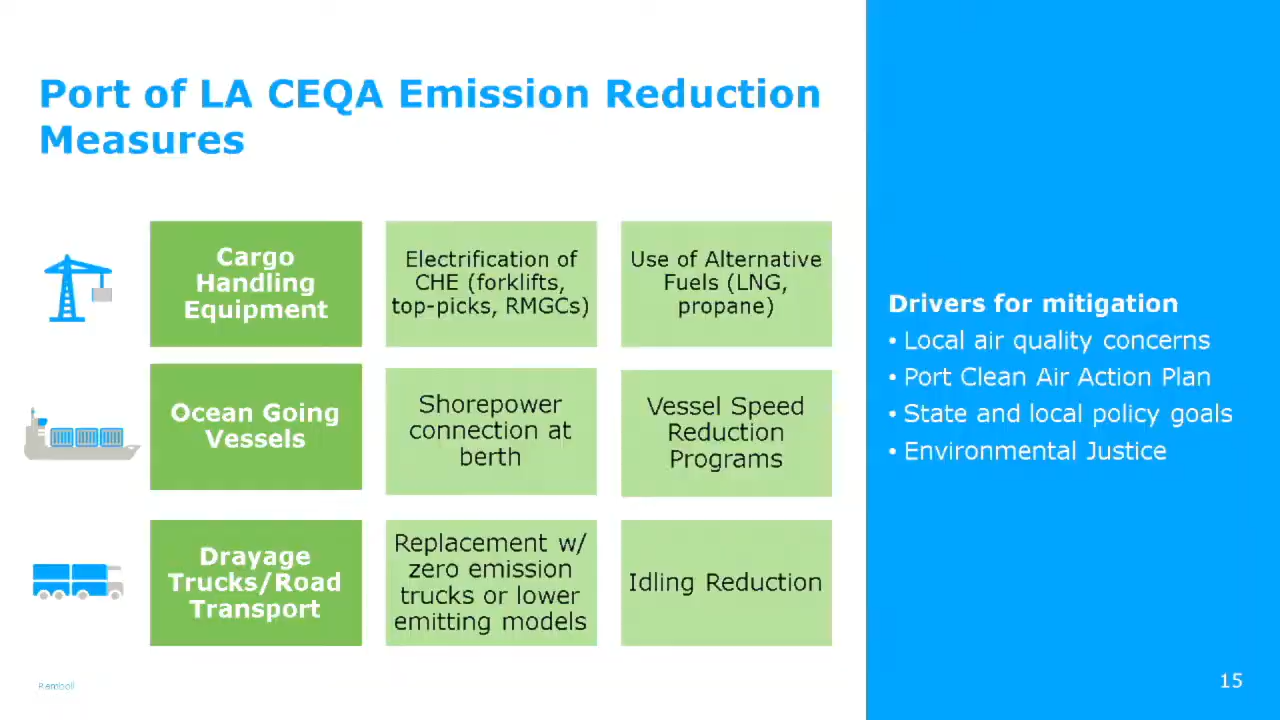 Port of LA CEQA Emission Reduction
Measures
Cargo
Handling
Equipment
Electrification of
CHE (forklifts,
top-picks, RMGCs)
Use of Alternative
Fuels (LNG,
propane)
Ocean Going
Vessels
Shorepower
connection at
berth
Vessel Speed
Reduction
Programs
Drayage
Trucks/Road
Transport
Replacement w/
zero emission
trucks or lower
emitting models
Idling Reduction
Drivers for mitigation
• Local air quality concerns
• Port Clean Air Action Plan
• State and local policy goals
• Environmental Justice
Ramboll
15